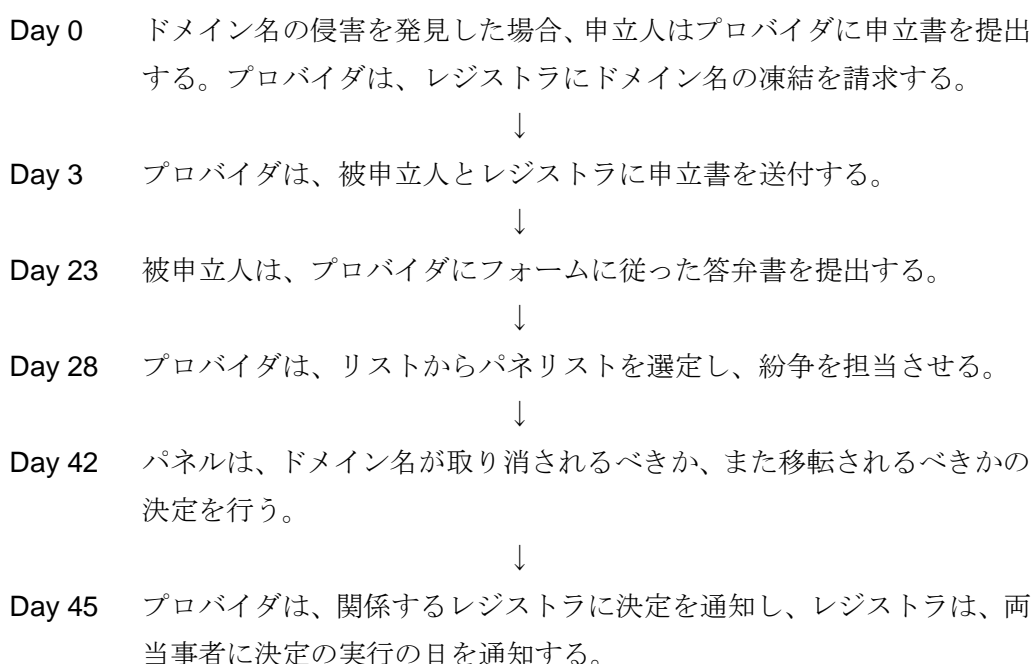 Day 0 ドメイン名の侵害を発見した場合、申立人はプロバイダに申立書を提出
する。プロバイダは、レジストラにドメイン名の凍結を請求する。
↓
Day 3 プロバイダは、被申立人とレジストラに申立書を送付する。
↓
Day 23 被申立人は、プロバイダにフォームに従った答弁書を提出する。
↓
Day 28 プロバイダは、リストからパネリストを選定し、紛争を担当させる。
↓
Day 42 パネルは、ドメイン名が取り消されるべきか、また移転されるべきかの
決定を行う。
↓
Day 45 プロバイダは、関係するレジストラに決定を通知し、レジストラは、両
当事者に決定の実行の日を通知する。